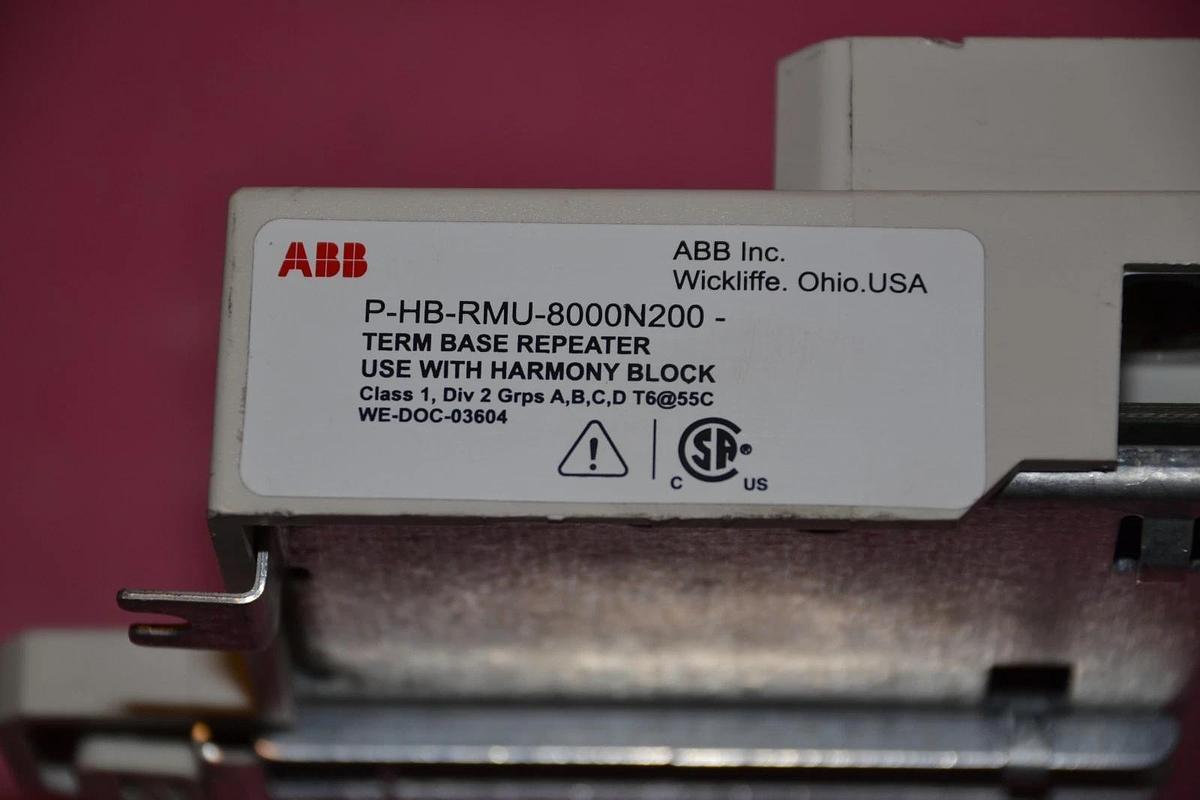 ABB
ABB Inc.
Wickliffe. Ohio.USA
P-HB-RMU-8000N200 -
TERM BASE REPEATER
USE WITH HARMONY BLOCK
Class 1, Div 2 Grps A,B,C,D T6@55C
WE-DOC-03604
!
C SA® US